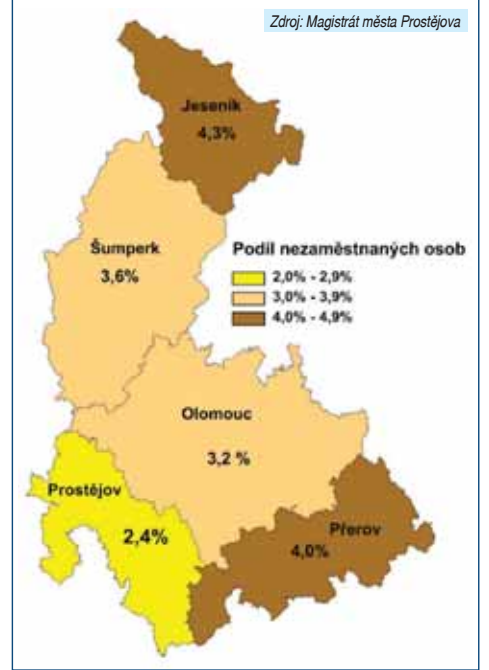 Zdroj: Magistrát města Prostějova
Jeseník
4,3%
Šumperk
3,6%
Podíl nezaměstnaných osob
2,0% - 2,9%
3,0% - 3,9%
4,0% - 4,9%
Olomouc
3,2 %
Prostějov
2,4%
Přerov
4,0%